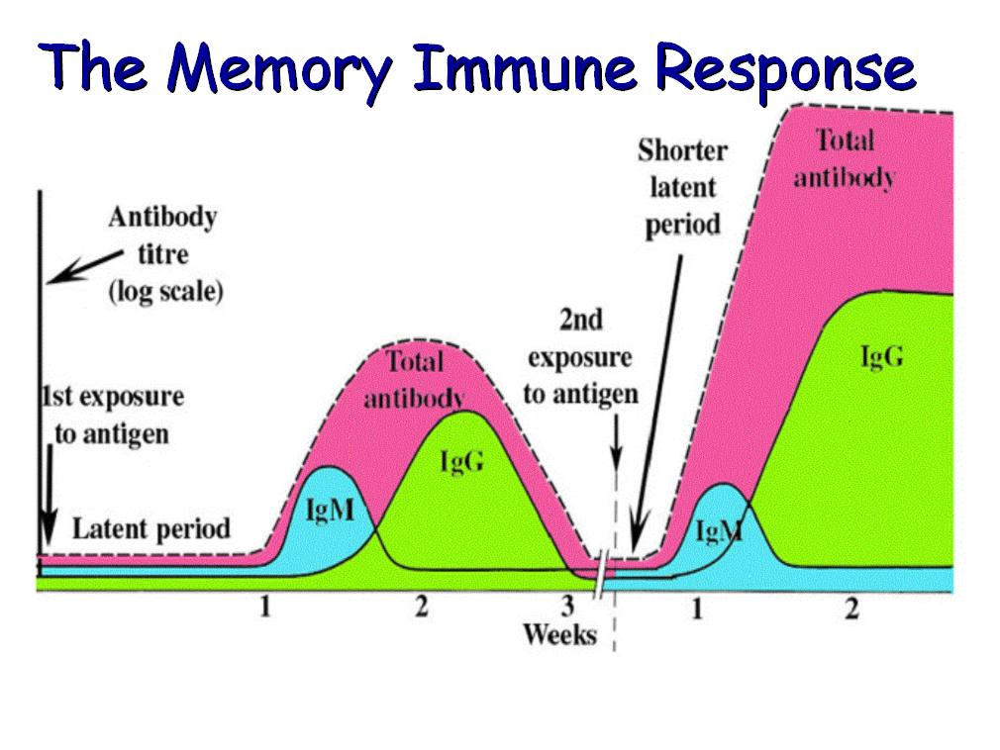 The Memory Immune Response
Antibody
titre
(log scale)
1st exposure
to antigen
Latent period
IgM
Total
antibody
IgG
2nd
exposure
to antigen
Shorter
latent
period
Total
antibody
IgG
IgM
1 2 3 1 2
Weeks